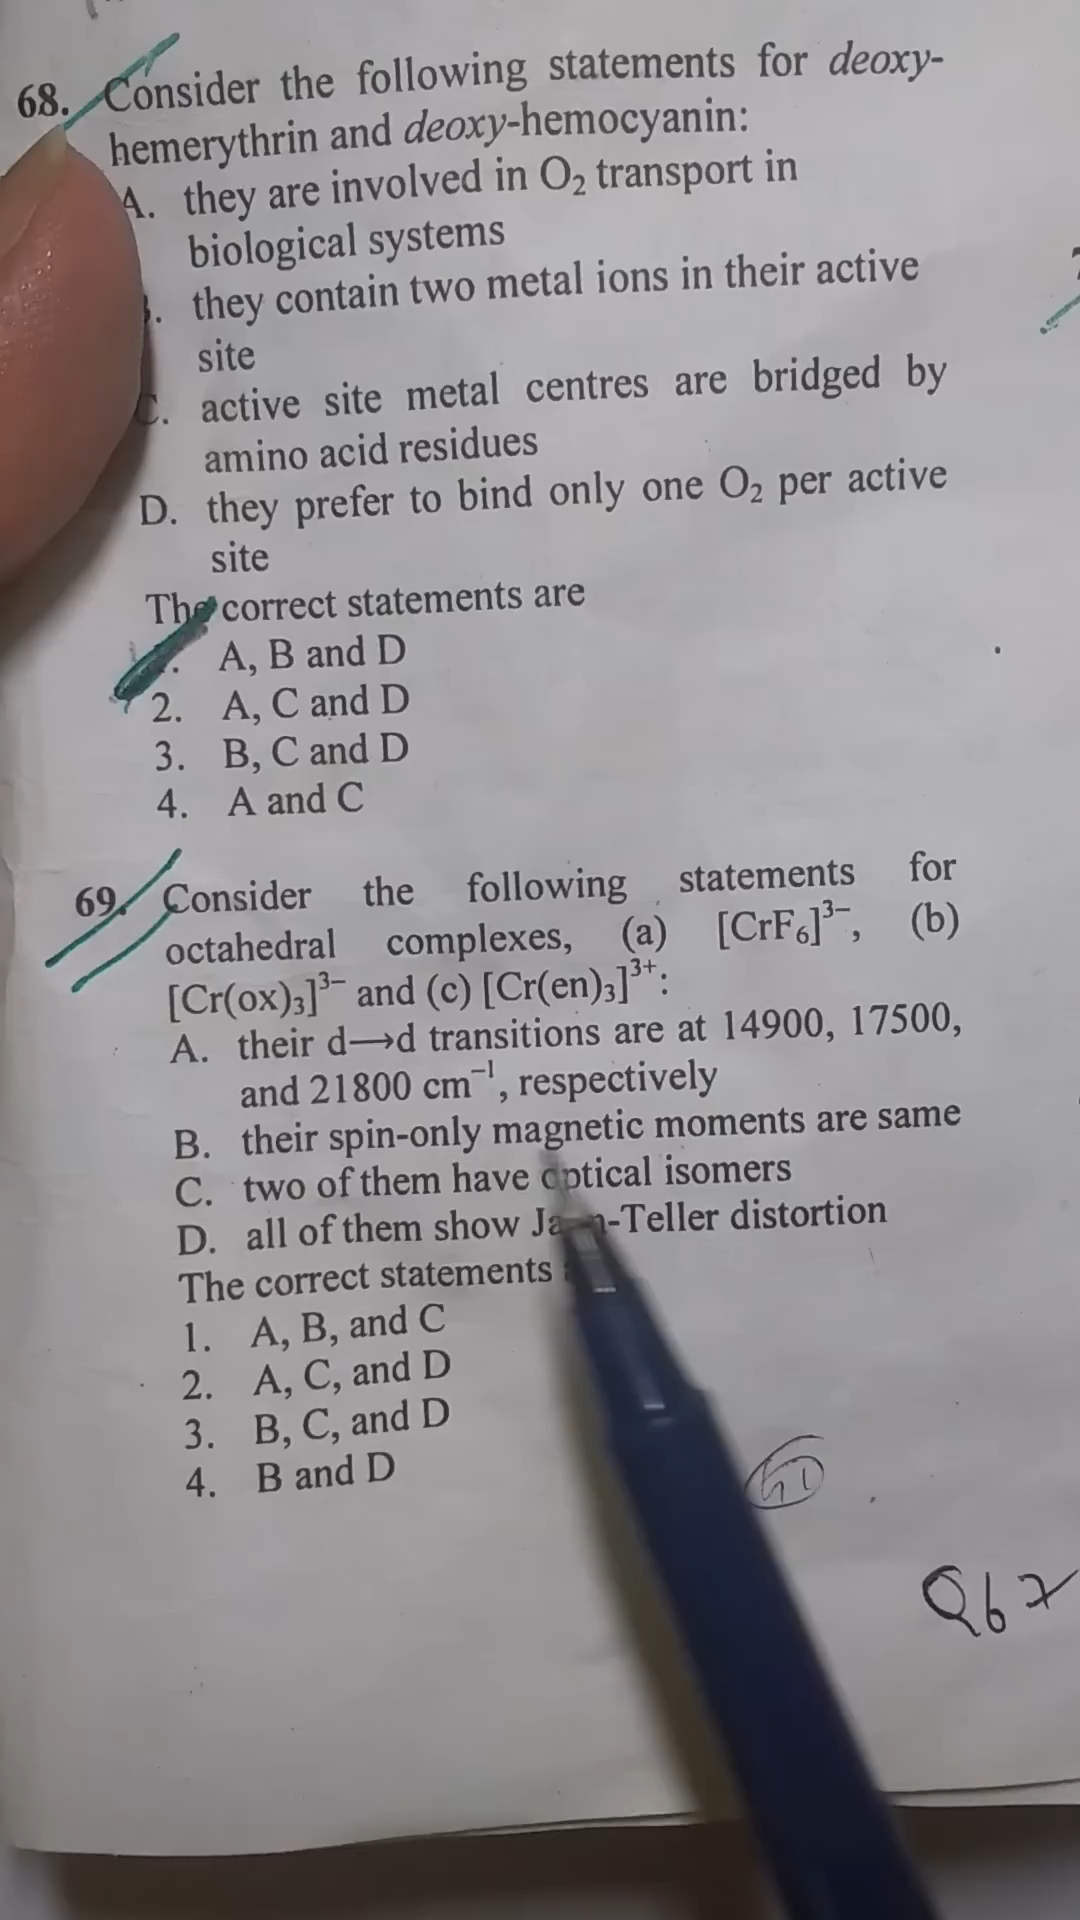 68. Consider the following statements for deoxy-
hemerythrin and deoxy-hemocyanin:
A. they are involved in O₂ transport in
biological systems
. they contain two metal ions in their active
site
C. active site metal centres are bridged by
amino acid residues
D. they prefer to bind only one O₂ per active
site
The correct statements are
. A, B and D
2. A, C and D
3. B, C and D
4. A and C
69. Consider the following statements for
octahedral complexes, (a) [CrF₆]³⁻, (b)
[Cr(ox)₃]³⁻ and (c) [Cr(en)₃]³⁺:
A. their d→d transitions are at 14900, 17500,
and 21800 cm⁻¹, respectively
B. their spin-only magnetic moments are same
C. two of them have optical isomers
D. all of them show -Teller distortion
The correct statements
1. A, B, and C
2. A, C, and D
3. B, C, and D
4. B and D
Q67